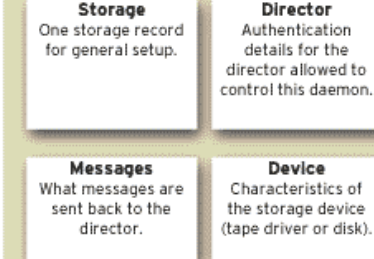 Storage
One storage record
for general setup.
Director
Authentication
details for the
director allowed to
control this daemon.
Messages
What messages are
sent back to the
director.
Device
Characteristics of
the storage device
(tape driver or disk).